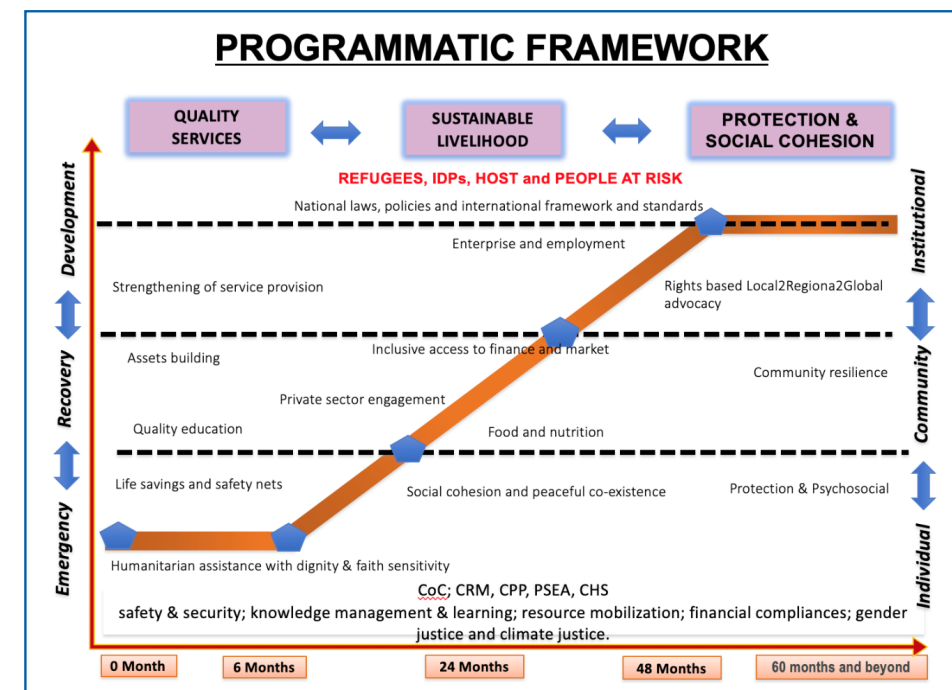 PROGRAMMATIC FRAMEWORK
QUALITY
SERVICES
SUSTAINABLE
LIVELIHOOD
PROTECTION &
SOCIAL COHESION
REFUGEES, IDPs, HOST and PEOPLE AT RISK
National laws, policies and international framework and standards
Enterprise and employment
Strengthening of service provision
Rights based Local2Regiona2Global
advocacy
Inclusive access to finance and market
Assets building
Community resilience
Private sector engagement
Quality education
Food and nutrition
Life savings and safety nets
Social cohesion and peaceful co-existence
Protection & Psychosocial
Humanitarian assistance with dignity & faith sensitivity
CoC; CRM, CPP, PSEA, CHS
safety & security; knowledge management & learning; resource mobilization; financial compliances; gender
justice and climate justice.
Development
Recovery
Emergency
Institutional
Community
Individual
0 Month
6 Months
24 Months
48 Months
60 months and beyond